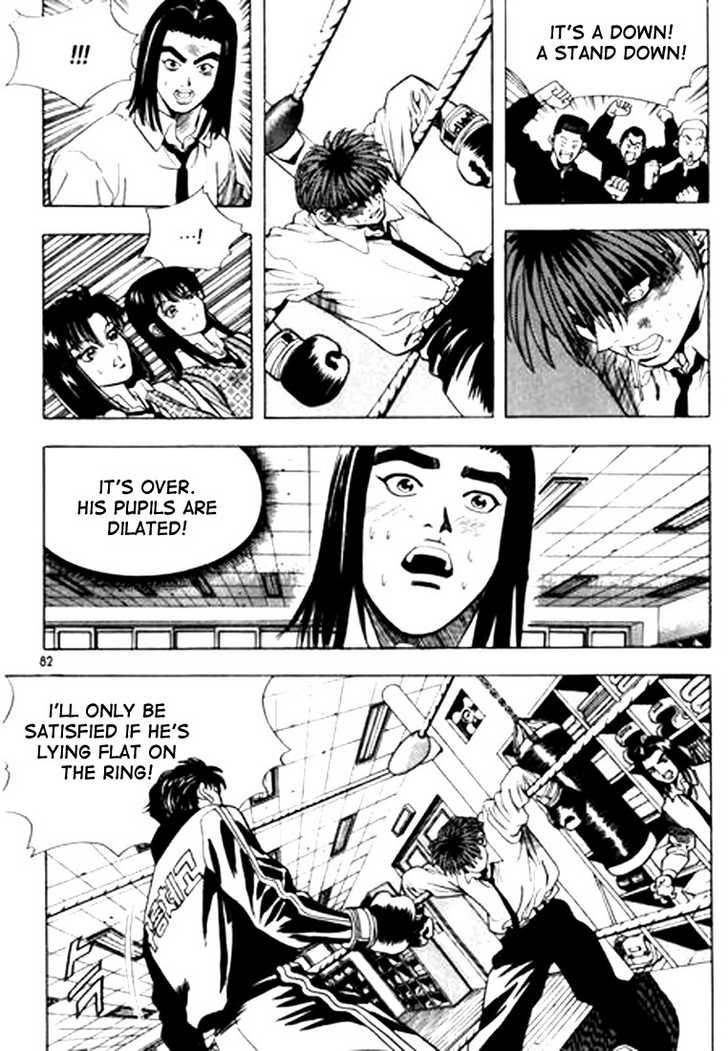 !!!
IT'S A DOWN!
A STAND DOWN!
...!
IT'S OVER.
HIS PUPILS ARE
DILATED!
82
I'LL ONLY BE
SATISFIED IF HE'S
LYING FLAT ON
THE RING!